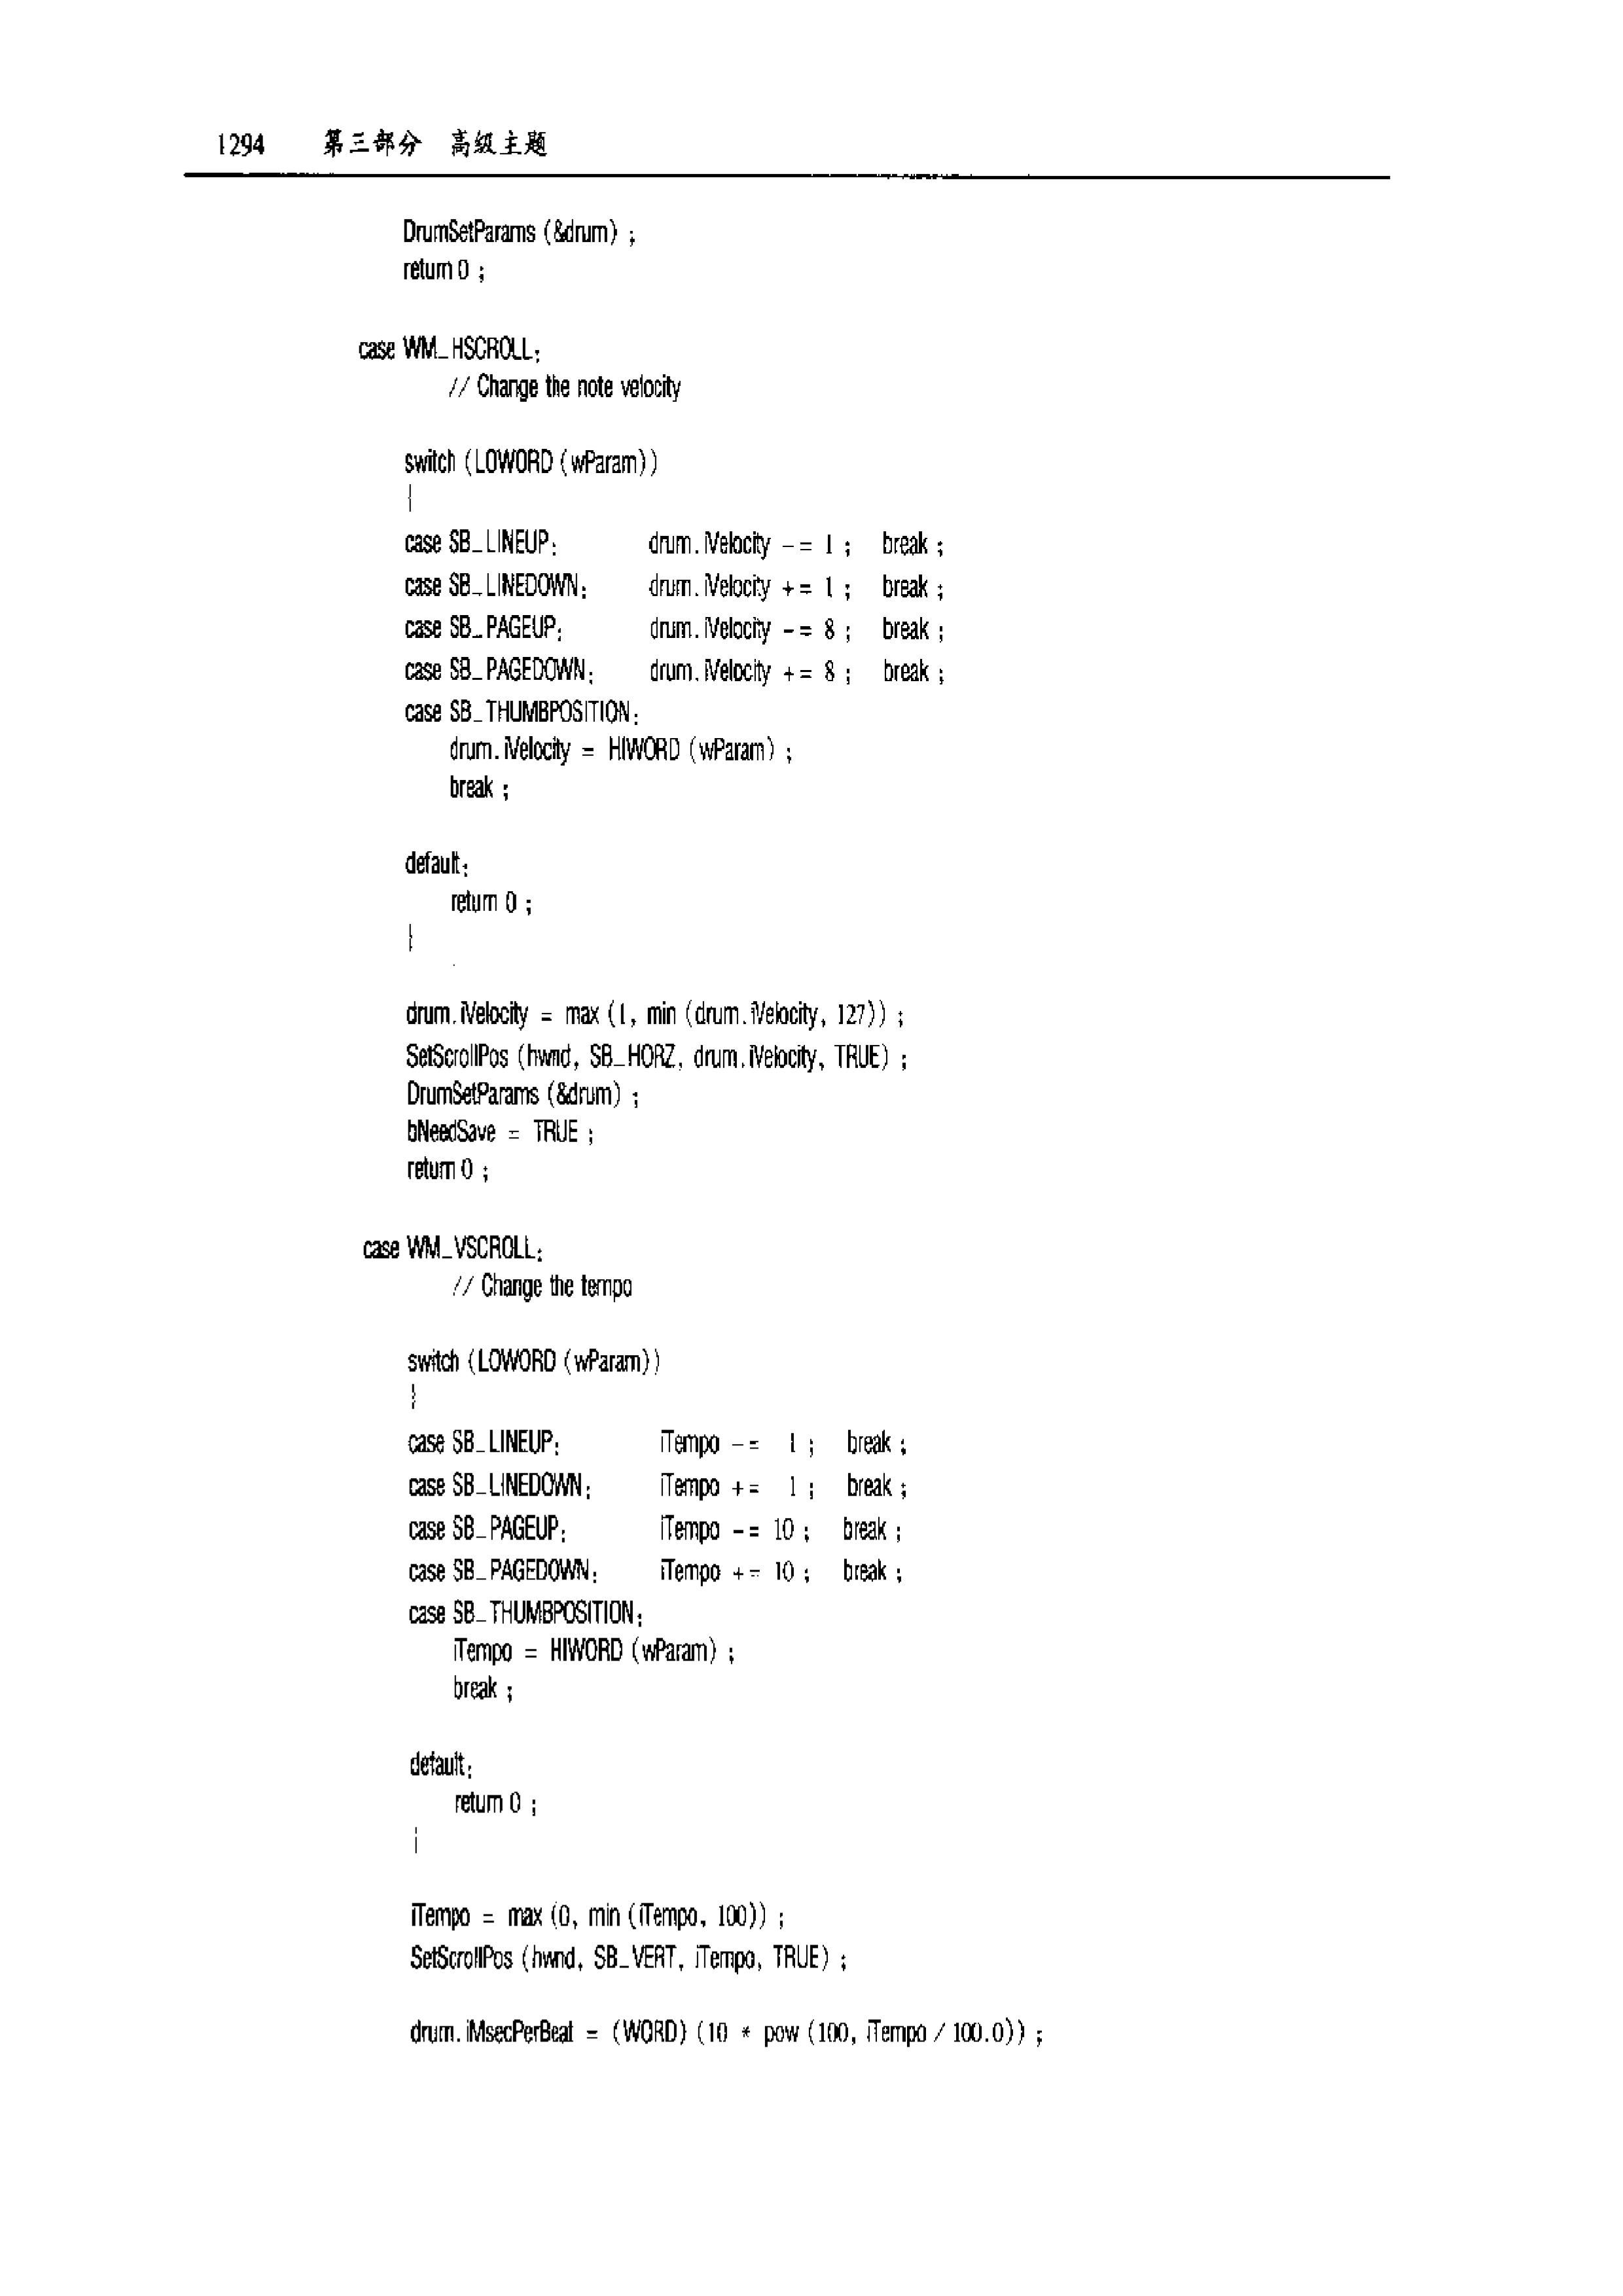 1294 第三部分 高级主题
DrumSetParams (&drum) ;
return 0 ;
case WM_HSCROLL:
// Change the note velocity
switch (LOWORD (wParam))
{
case SB_LINEUP: drum.iVelocity -= 1 ; break ;
case SB_LINEDOWN: drum.iVelocity += 1 ; break ;
case SB_PAGEUP: drum.iVelocity -= 8 ; break ;
case SB_PAGEDOWN: drum.iVelocity += 8 ; break ;
case SB_THUMBPOSITION:
drum.iVelocity = HIWORD (wParam) ;
break ;
default:
return 0 ;
}
drum.iVelocity = max (1, min (drum.iVelocity, 127)) ;
SetScrollPos (hwnd, SB_HORZ, drum.iVelocity, TRUE) ;
DrumSetParams (&drum) ;
bNeedSave = TRUE ;
return 0 ;
case WM_VSCROLL:
// Change the tempo
switch (LOWORD (wParam))
{
case SB_LINEUP: iTempo -= 1 ; break ;
case SB_LINEDOWN: iTempo += 1 ; break ;
case SB_PAGEUP: iTempo -= 10 ; break ;
case SB_PAGEDOWN: iTempo += 10 ; break ;
case SB_THUMBPOSITION:
iTempo = HIWORD (wParam) ;
break ;
default:
return 0 ;
}
iTempo = max (0, min (iTempo, 100)) ;
SetScrollPos (hwnd, SB_VERT, iTempo, TRUE) ;
drum.iMsecPerBeat = (WORD) (10 * pow (100, iTempo / 100.0)) ;